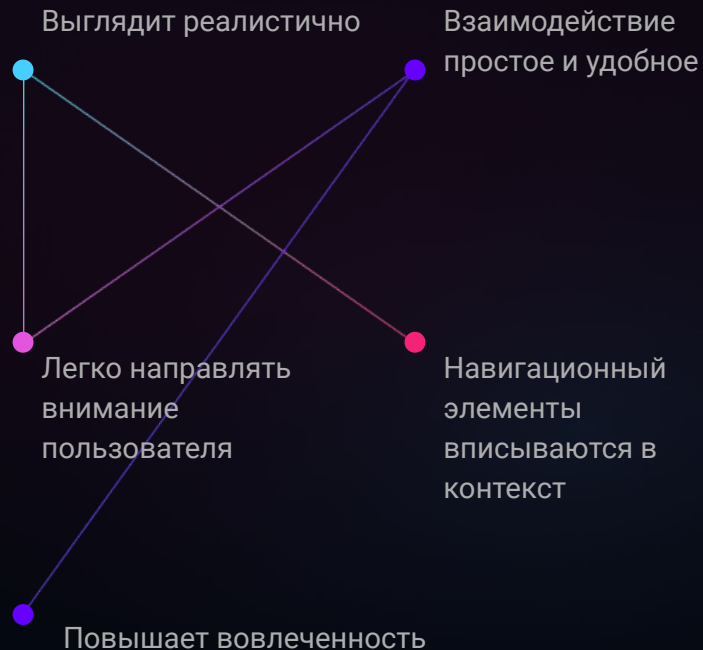 Выглядит реалистично
Взаимодействие
простое и удобное
Легко направлять
внимание
пользователя
Навигационный
элементы
вписываются в
контекст
Повышает вовлеченность